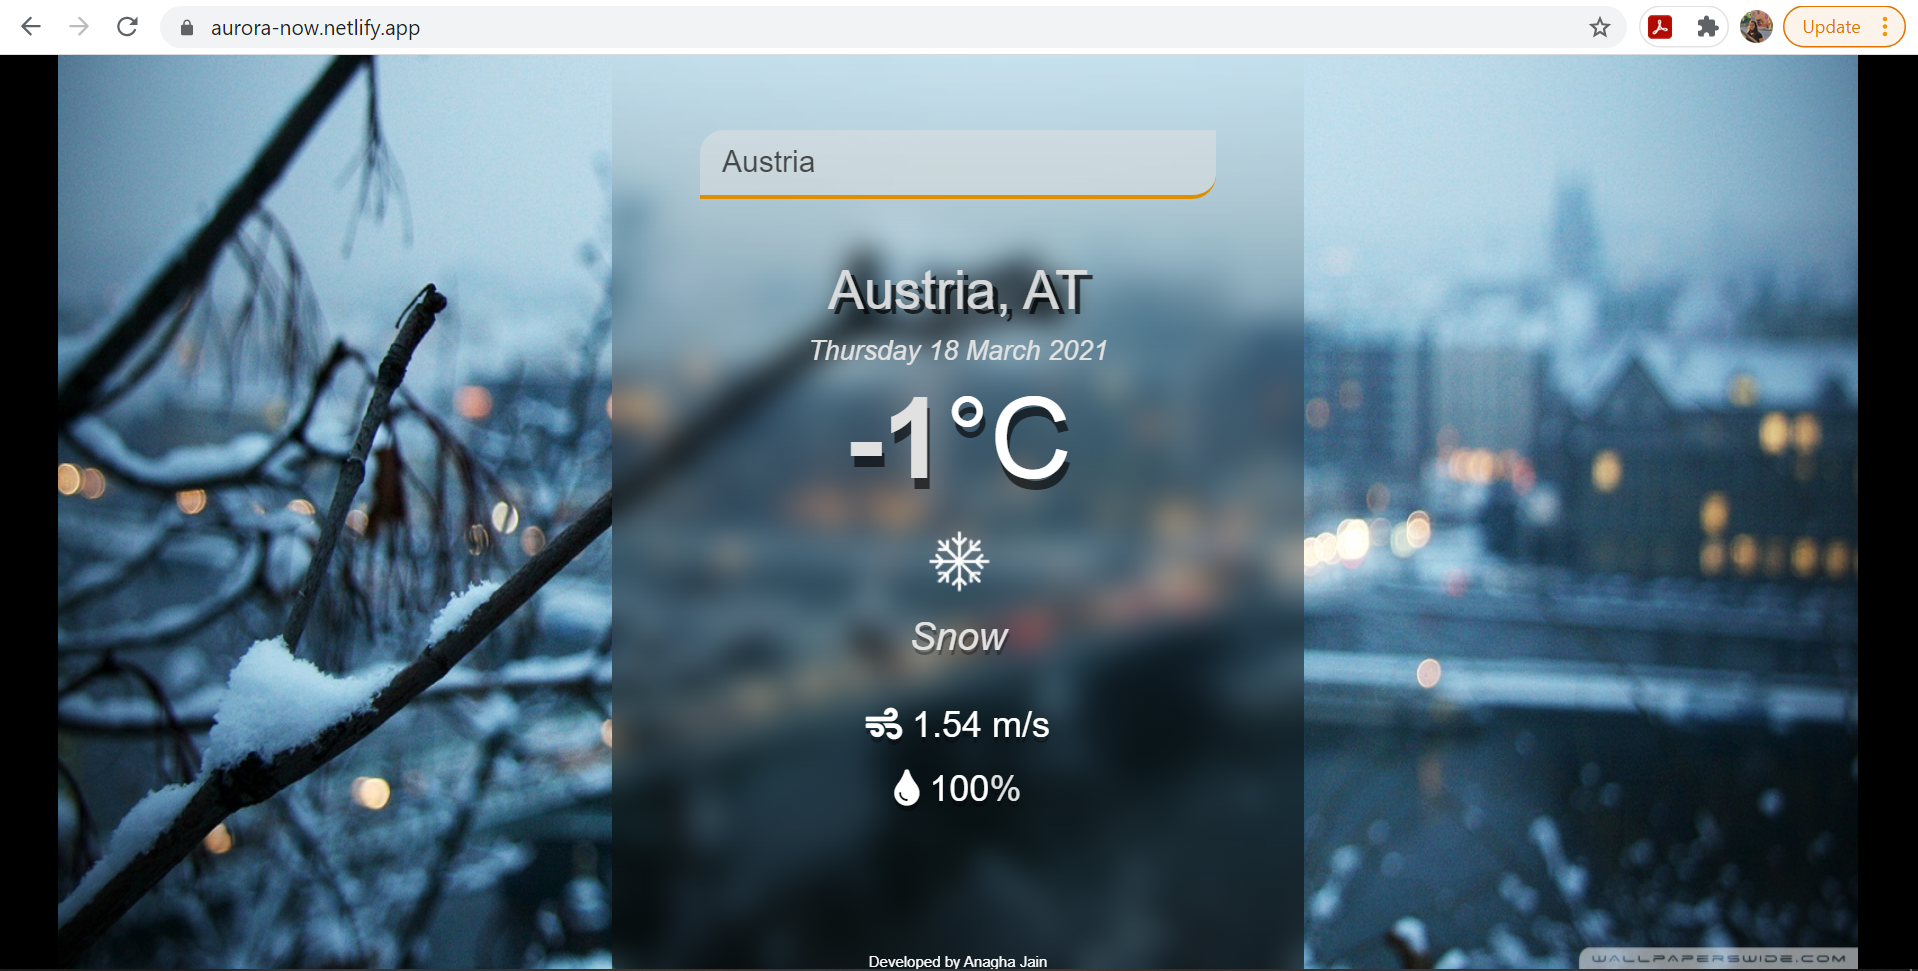 aurora-now.netlify.app
Update
Austria
Austria, AT
Thursday 18 March 2021
-1°C
Snow
1.54 m/s
100%
Developed by Anagha Jain
WALLPAPERSWIDE.COM